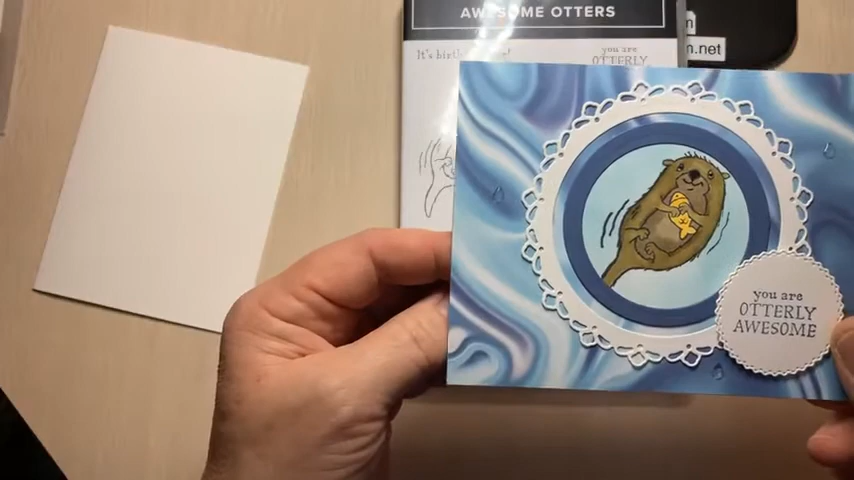 AWESOME OTTERS
n
n.net
It's birth
you are
OTTERLY
you are
OTTERLY
AWESOME